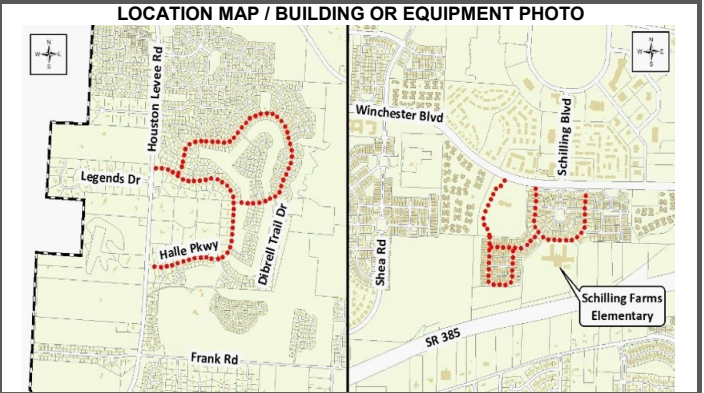 LOCATION MAP / BUILDING OR EQUIPMENT PHOTO
N
W
E
S
Houston Levee Rd
Legends Dr
Halle Pkwy
Dibrell Trail Dr
Frank Rd
N
W
E
S
Winchester Blvd
Schilling Blvd
Shea Rd
Schilling Farms
Elementary
SR 385